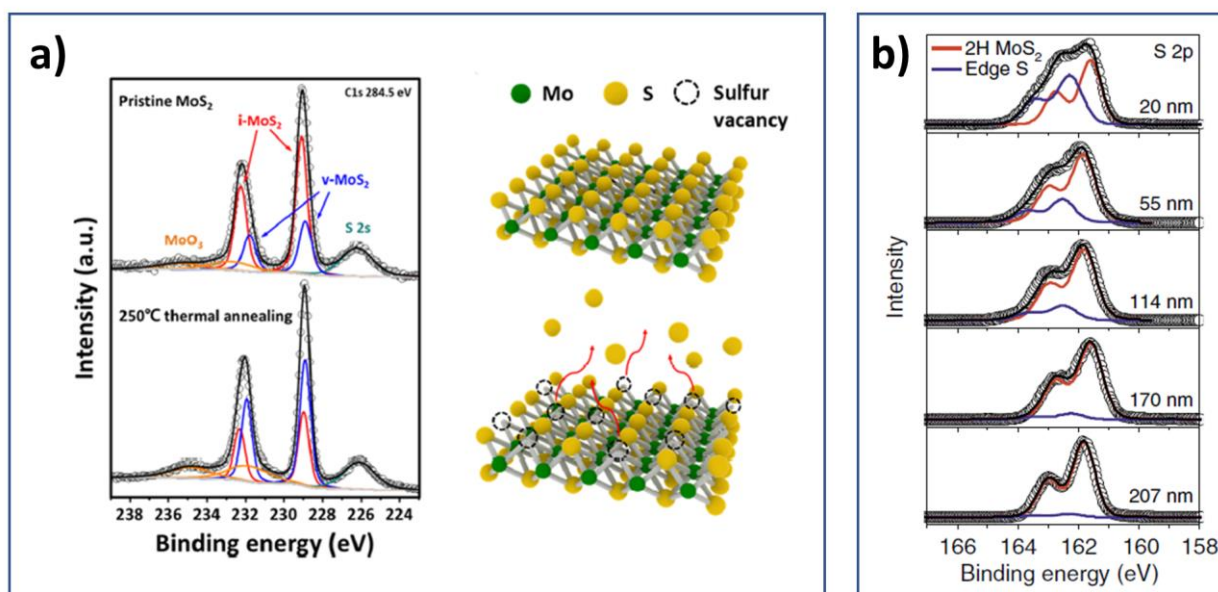 a)
C1s 284.5 eV
Pristine MoS2
i-MoS2
v-MoS2
MoO3
S 2s
250℃ thermal annealing
Intensity (a.u.)
238 236 234 232 230 228 226 224
Binding energy (eV)
Mo S Sulfur
vacancy
b)
2H MoS2
Edge S
S 2p
20 nm
55 nm
114 nm
170 nm
207 nm
Intensity
166 164 162 160 158
Binding energy (eV)